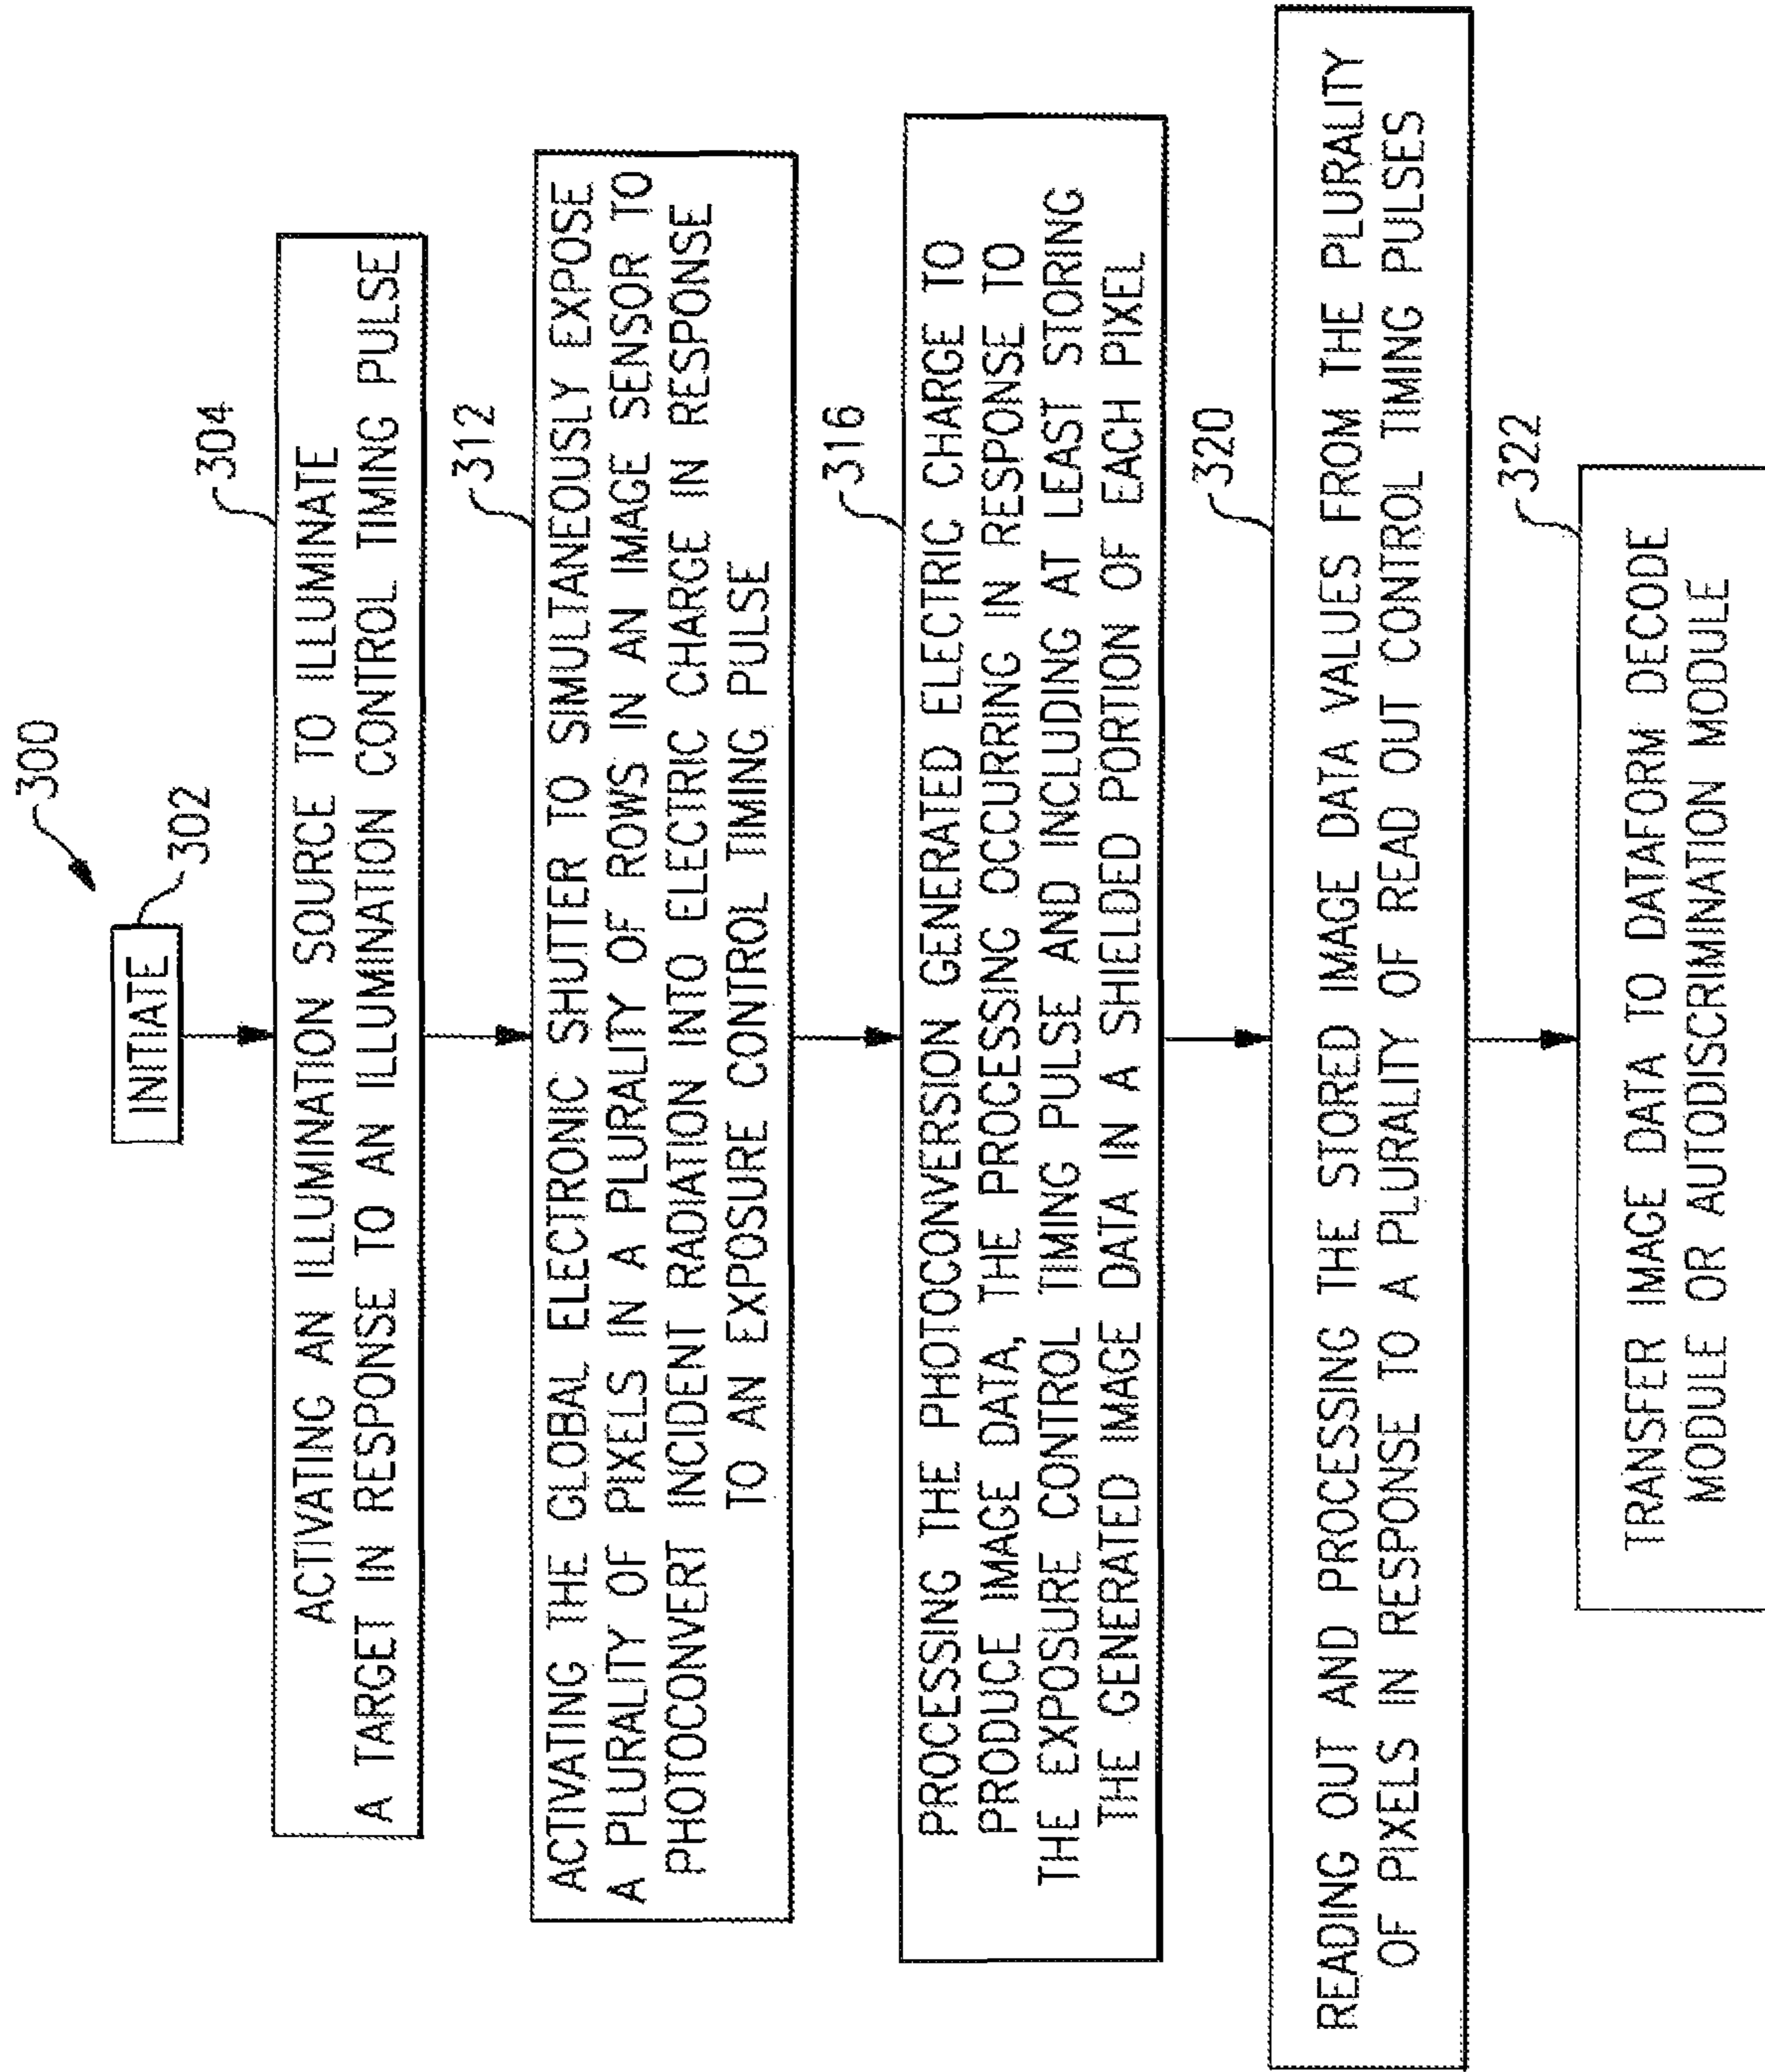 300
INITIATE
302
304
ACTIVATING AN ILLUMINATION SOURCE TO ILLUMINATE
A TARGET IN RESPONSE TO AN ILLUMINATION CONTROL TIMING PULSE
312
ACTIVATING THE GLOBAL ELECTRONIC SHUTTER TO SIMULTANEOUSLY EXPOSE
A PLURALITY OF PIXELS IN A PLURALITY OF ROWS IN AN IMAGE SENSOR TO
PHOTOCONVERT INCIDENT RADIATION INTO ELECTRIC CHARGE IN RESPONSE
TO AN EXPOSURE CONTROL TIMING PULSE
316
PROCESSING THE PHOTOCONVERSION GENERATED ELECTRIC CHARGE TO
PRODUCE IMAGE DATA, THE PROCESSING OCCURRING IN RESPONSE TO
THE EXPOSURE CONTROL TIMING PULSE AND INCLUDING AT LEAST STORING
THE GENERATED IMAGE DATA IN A SHIELDED PORTION OF EACH PIXEL
320
READING OUT AND PROCESSING THE STORED IMAGE DATA VALUES FROM THE PLURALITY
OF PIXELS IN RESPONSE TO A PLURALITY OF READ OUT CONTROL TIMING PULSES
322
TRANSFER IMAGE DATA TO DATAFORM DECODE
MODULE OR AUTODISCRIMINATION MODULE